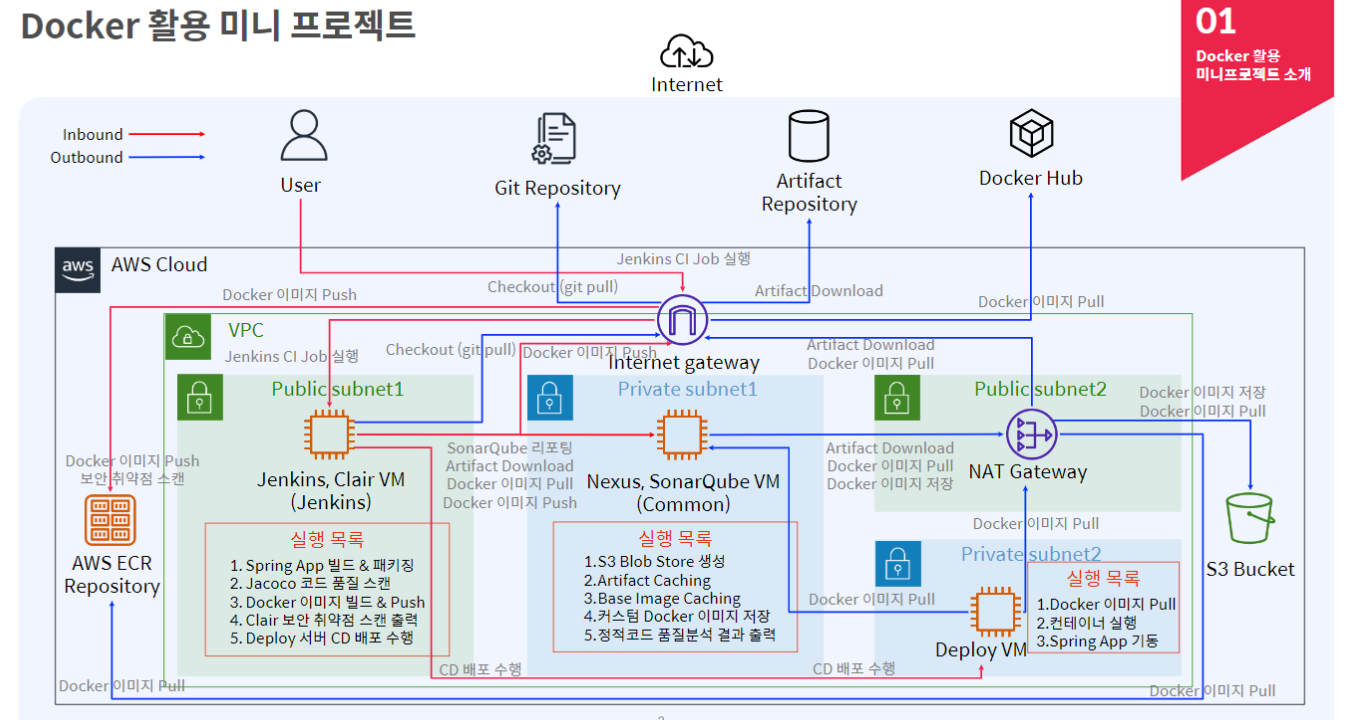 Docker 활용 미니 프로젝트
01
Docker 활용
미니프로젝트 소개
Internet
Inbound
Outbound
User
Git Repository
Artifact
Repository
Docker Hub
aws
AWS Cloud
Jenkins CI Job 실행
Docker 이미지 Push
Checkout (git pull)
Artifact Download
Docker 이미지 Pull
VPC
Jenkins CI Job 실행
Checkout (git pull)
Docker 이미지 Push
Internet gateway
Artifact Download
Docker 이미지 Pull
Public subnet1
Private subnet1
Public subnet2
Docker 이미지 저장
Docker 이미지 Pull
Docker 이미지 Push
보안 취약점 스캔
AWS ECR
Repository
Jenkins, Clair VM
(Jenkins)
SonarQube 리포팅
Artifact Download
Docker 이미지 Pull
Docker 이미지 Push
Nexus, SonarQube VM
(Common)
Artifact Download
Docker 이미지 Pull
Docker 이미지 저장
NAT Gateway
Docker 이미지 Pull
S3 Bucket
실행 목록
1. Spring App 빌드 & 패키징
2. Jacoco 코드 품질 스캔
3. Docker 이미지 빌드 & Push
4. Clair 보안 취약점 스캔 출력
5. Deploy 서버 CD 배포 수행
실행 목록
1.S3 Blob Store 생성
2.Artifact Caching
3.Base Image Caching
4.커스텀 Docker 이미지 저장
5.정적코드 품질분석 결과 출력
Private subnet2
Docker 이미지 Pull
Deploy VM
실행 목록
1.Docker 이미지 Pull
2.컨테이너 실행
3.Spring App 기동
CD 배포 수행
CD 배포 수행
Docker 이미지 Pull
Docker 이미지 Pull